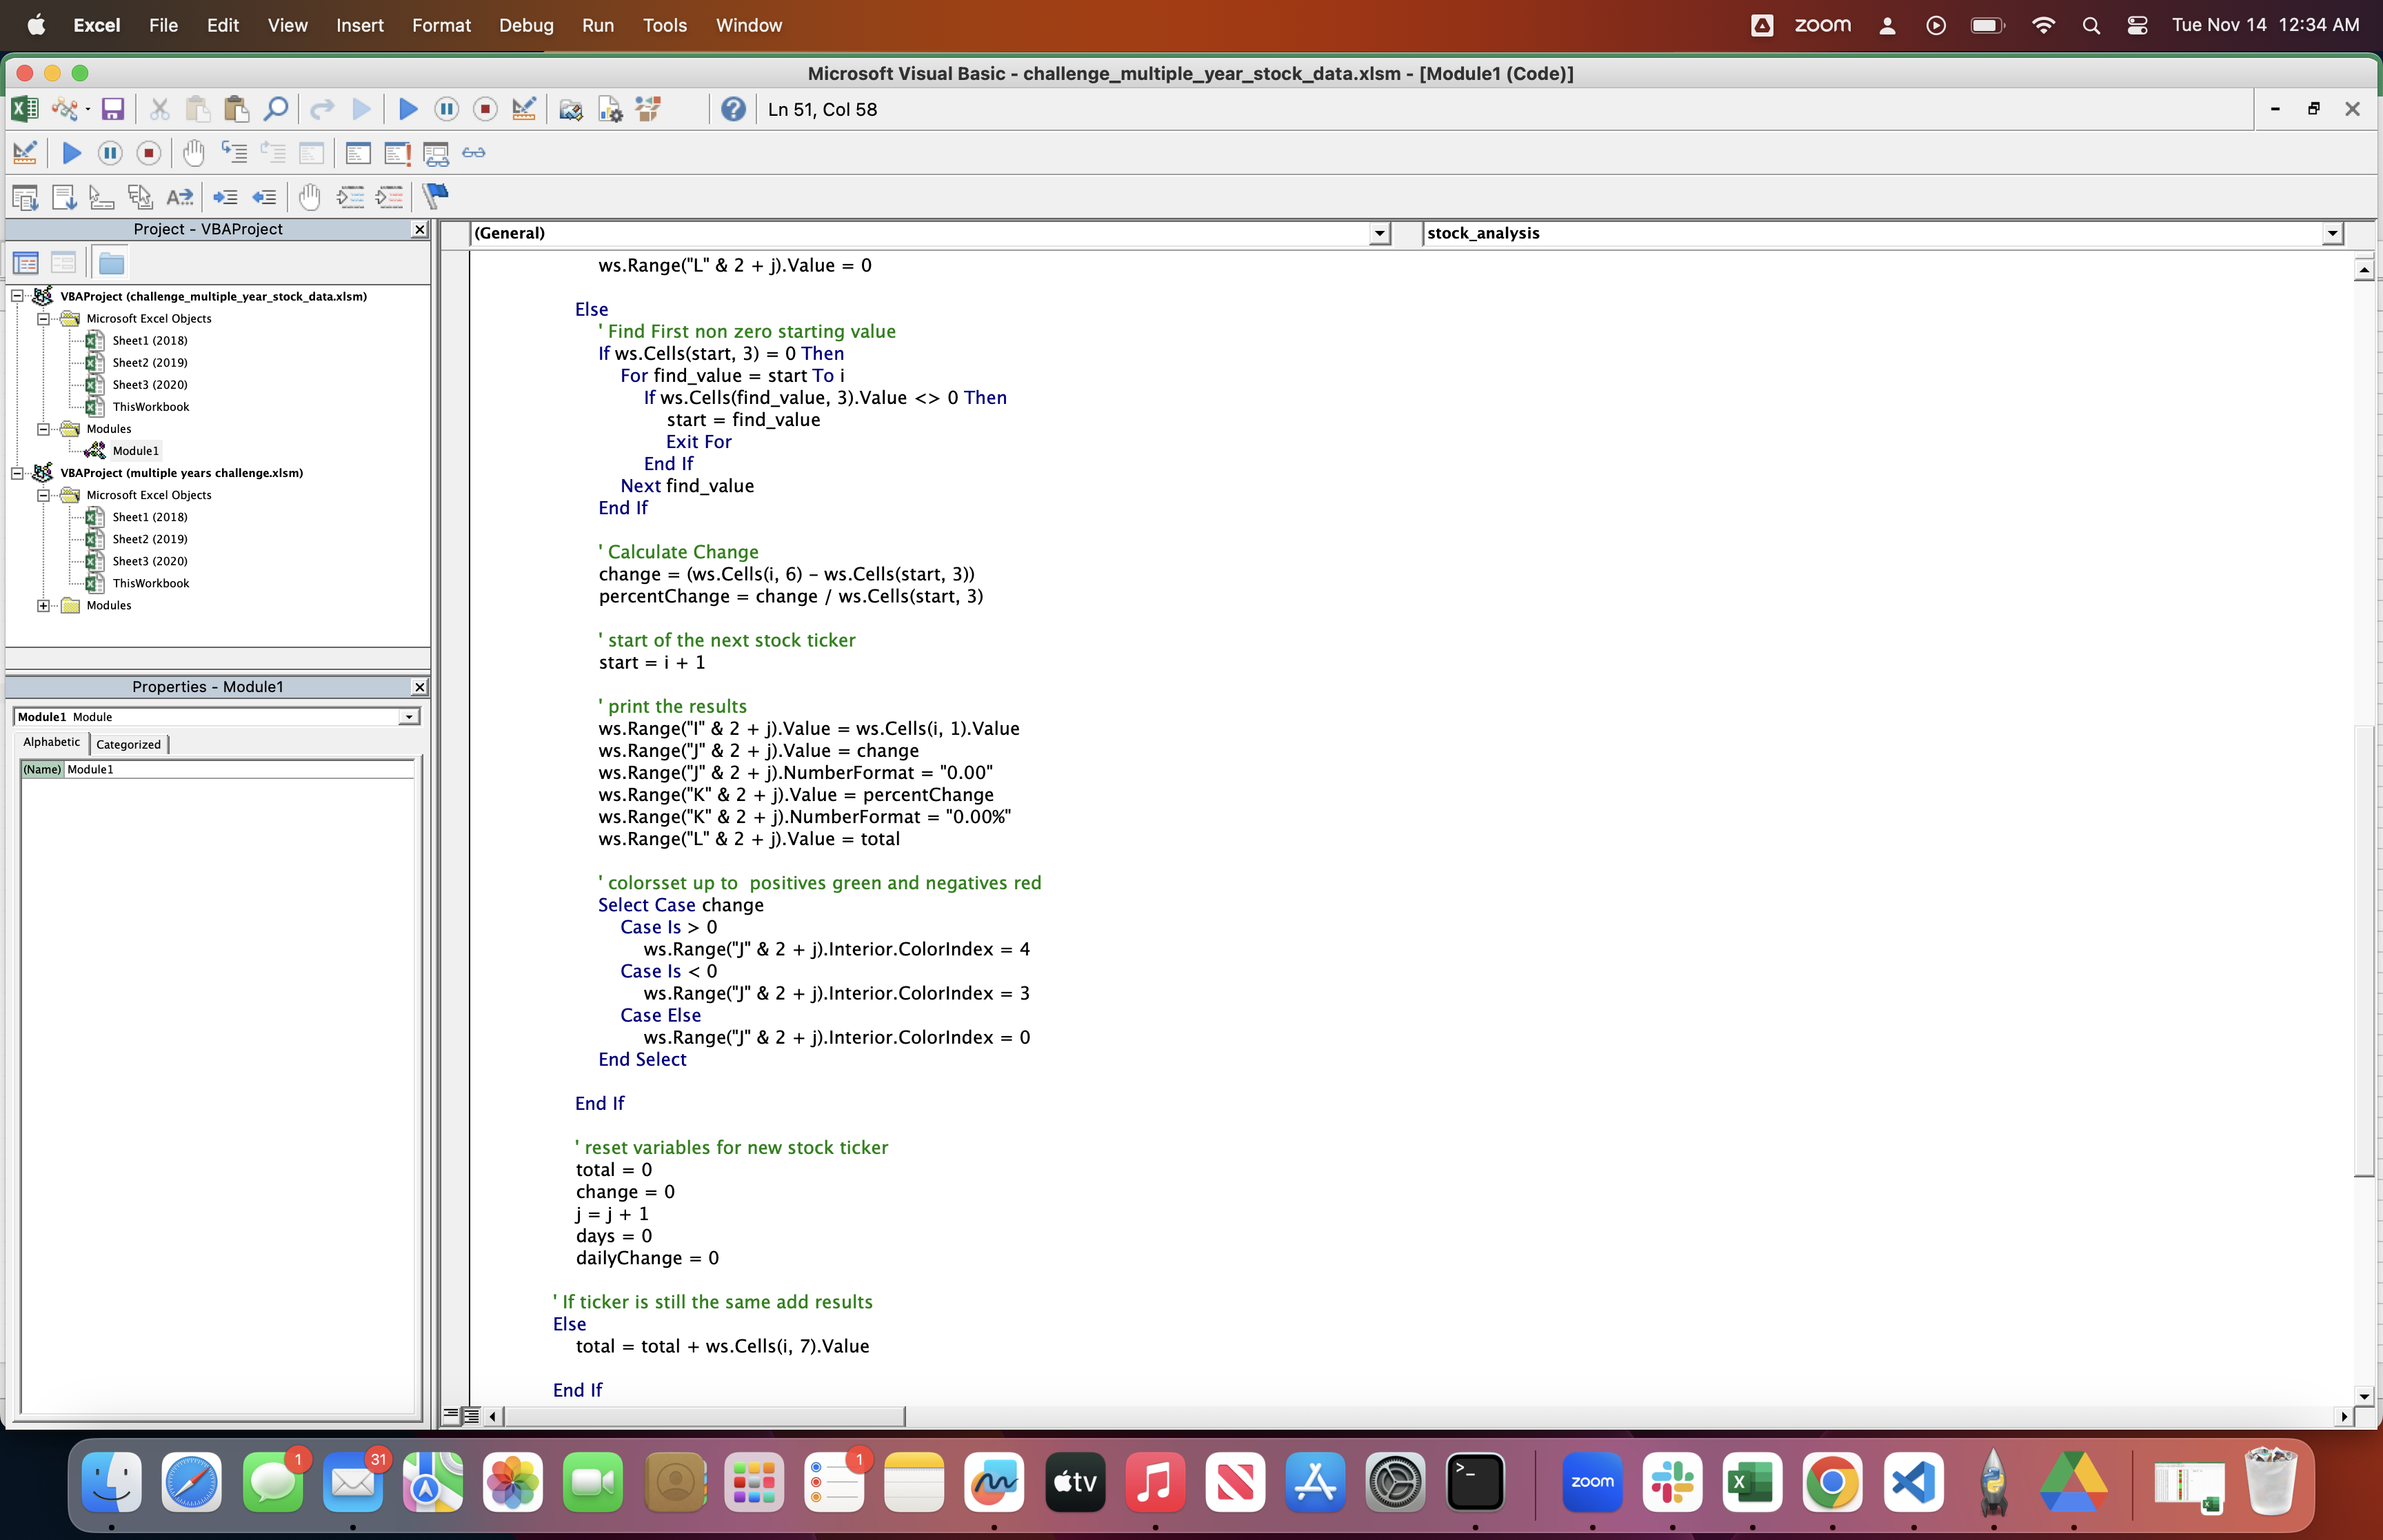 Excel File Edit View Insert Format Debug Run Tools Window zoom Tue Nov 14 12:34 AM
Microsoft Visual Basic - challenge_multiple_year_stock_data.xlsm - [Module1 (Code)]
Ln 51, Col 58
Project - VBAProject
VBAProject (challenge_multiple_year_stock_data.xlsm)
Microsoft Excel Objects
Sheet1 (2018)
Sheet2 (2019)
Sheet3 (2020)
ThisWorkbook
Modules
Module1
VBAProject (multiple years challenge.xlsm)
Microsoft Excel Objects
Sheet1 (2018)
Sheet2 (2019)
Sheet3 (2020)
ThisWorkbook
Modules
Properties - Module1
Module1 Module
Alphabetic Categorized
(Name) Module1
(General) stock_analysis
ws.Range("L" & 2 + j).Value = 0
Else
' Find First non zero starting value
If ws.Cells(start, 3) = 0 Then
For find_value = start To i
If ws.Cells(find_value, 3).Value <> 0 Then
start = find_value
Exit For
End If
Next find_value
End If
' Calculate Change
change = (ws.Cells(i, 6) - ws.Cells(start, 3))
percentChange = change / ws.Cells(start, 3)
' start of the next stock ticker
start = i + 1
' print the results
ws.Range("I" & 2 + j).Value = ws.Cells(i, 1).Value
ws.Range("J" & 2 + j).Value = change
ws.Range("J" & 2 + j).NumberFormat = "0.00"
ws.Range("K" & 2 + j).Value = percentChange
ws.Range("K" & 2 + j).NumberFormat = "0.00%"
ws.Range("L" & 2 + j).Value = total
' colorsset up to  positives green and negatives red
Select Case change
Case Is > 0
ws.Range("J" & 2 + j).Interior.ColorIndex = 4
Case Is < 0
ws.Range("J" & 2 + j).Interior.ColorIndex = 3
Case Else
ws.Range("J" & 2 + j).Interior.ColorIndex = 0
End Select
End If
' reset variables for new stock ticker
total = 0
change = 0
j = j + 1
days = 0
dailyChange = 0
' If ticker is still the same add results
Else
total = total + ws.Cells(i, 7).Value
End If
1 31 1 tv zoom